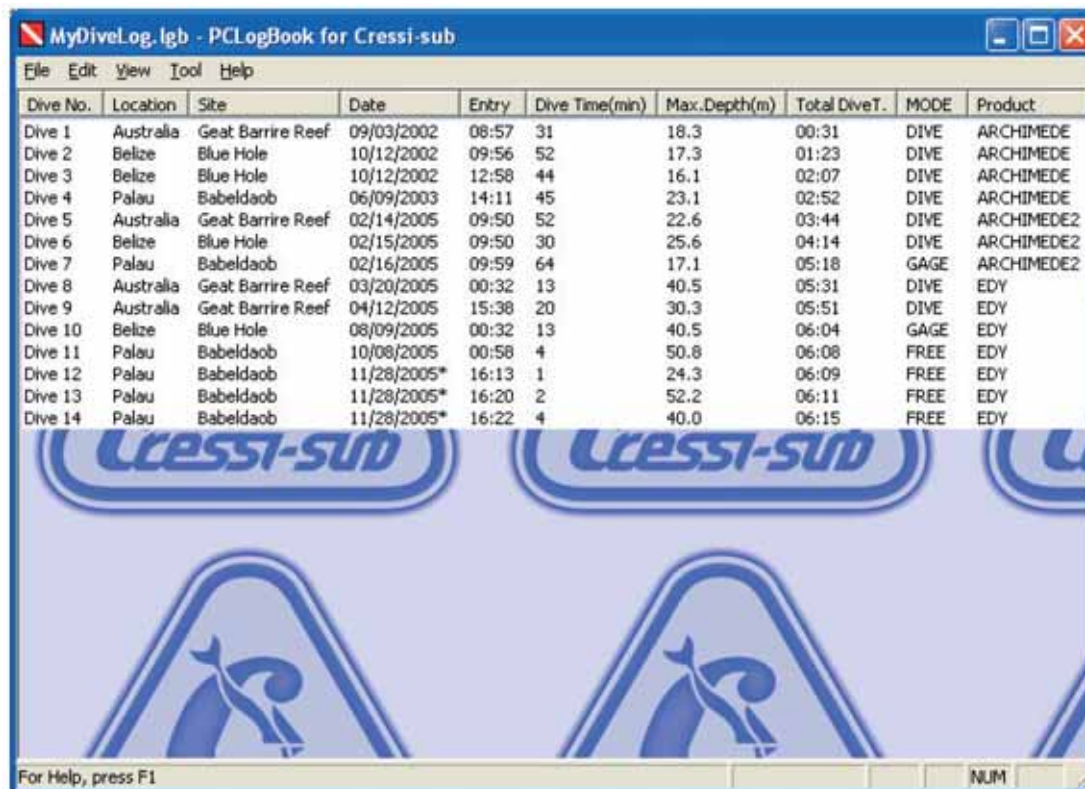 MyDiveLog.lgb - PCLogBook for Cressi-sub
File Edit View Tool Help
Dive No. Location Site Date Entry Dive Time(min) Max.Depth(m) Total DiveT. MODE Product
Dive 1 Australia Geat Barrire Reef 09/03/2002 08:57 31 18.3 00:31 DIVE ARCHIMEDE
Dive 2 Belize Blue Hole 10/12/2002 09:56 52 17.3 01:23 DIVE ARCHIMEDE
Dive 3 Belize Blue Hole 10/12/2002 12:58 44 16.1 02:07 DIVE ARCHIMEDE
Dive 4 Palau Babeldaob 06/09/2003 14:11 45 23.1 02:52 DIVE ARCHIMEDE
Dive 5 Australia Geat Barrire Reef 02/14/2005 09:50 52 22.6 03:44 DIVE ARCHIMEDE2
Dive 6 Belize Blue Hole 02/15/2005 09:50 30 25.6 04:14 DIVE ARCHIMEDE2
Dive 7 Palau Babeldaob 02/16/2005 09:59 64 17.1 05:18 GAGE ARCHIMEDE2
Dive 8 Australia Geat Barrire Reef 03/20/2005 00:32 13 40.5 05:31 DIVE EDY
Dive 9 Australia Geat Barrire Reef 04/12/2005 15:38 20 30.3 05:51 DIVE EDY
Dive 10 Belize Blue Hole 08/09/2005 00:32 13 40.5 06:04 GAGE EDY
Dive 11 Palau Babeldaob 10/08/2005 00:58 4 50.8 06:08 FREE EDY
Dive 12 Palau Babeldaob 11/28/2005* 16:13 1 24.3 06:09 FREE EDY
Dive 13 Palau Babeldaob 11/28/2005* 16:20 2 52.2 06:11 FREE EDY
Dive 14 Palau Babeldaob 11/28/2005* 16:22 4 40.0 06:15 FREE EDY
Cressi-sub Cressi-sub C
For Help, press F1 NUM